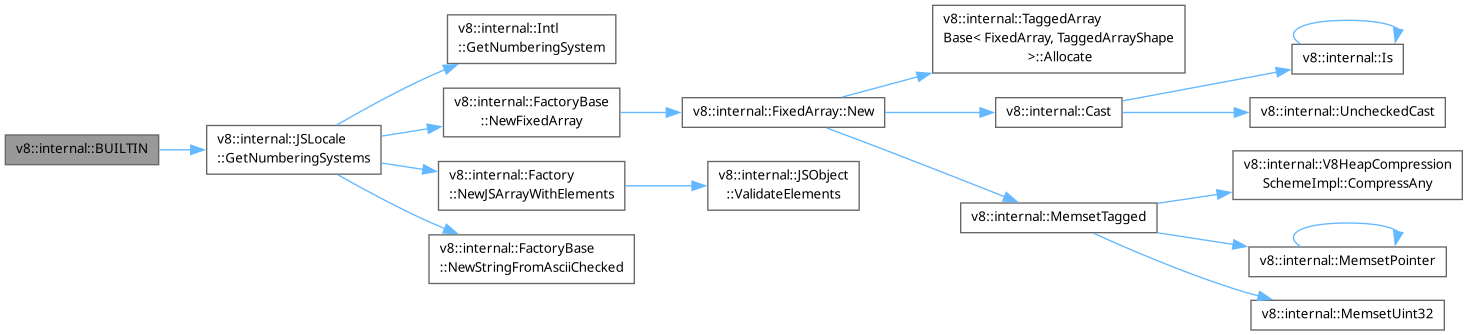 v8::internal::BUILTIN
v8::internal::JSLocale
::GetNumberingSystems
v8::internal::Intl
::GetNumberingSystem
v8::internal::FactoryBase
::NewFixedArray
v8::internal::Factory
::NewJSArrayWithElements
v8::internal::FactoryBase
::NewStringFromAsciiChecked
v8::internal::FixedArray::New
v8::internal::JSObject
::ValidateElements
v8::internal::TaggedArray
Base< FixedArray, TaggedArrayShape
>::Allocate
v8::internal::Cast
v8::internal::MemsetTagged
v8::internal::Is
v8::internal::UncheckedCast
v8::internal::V8HeapCompression
SchemeImpl::CompressAny
v8::internal::MemsetPointer
v8::internal::MemsetUint32